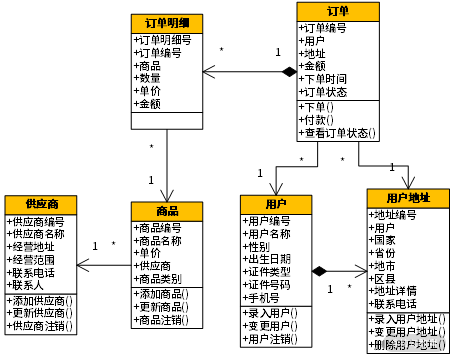 订单明细
+订单明细号
+订单编号
+商品
+数量
+单价
+金额
订单
+订单编号
+用户
+地址
+金额
+下单时间
+订单状态
+下单()
+付款()
+查看订单状态()
*
1
*
1
*
1
*
1
供应商
+供应商编号
+供应商名称
+经营地址
+经营范围
+联系电话
+联系人
+添加供应商()
+更新供应商()
+供应商注销()
1
*
商品
+商品编号
+商品名称
+单价
+供应商
+商品类别
+添加商品()
+更新商品()
+商品注销()
用户
+用户编号
+用户名称
+性别
+出生日期
+证件类型
+证件号码
+手机号
+录入用户()
+变更用户()
+用户注销()
1
*
用户地址
+地址编号
+用户
+国家
+省份
+地市
+区县
+地址详情
+联系电话
+录入用户地址()
+变更用户地址()
+删除用户地址()